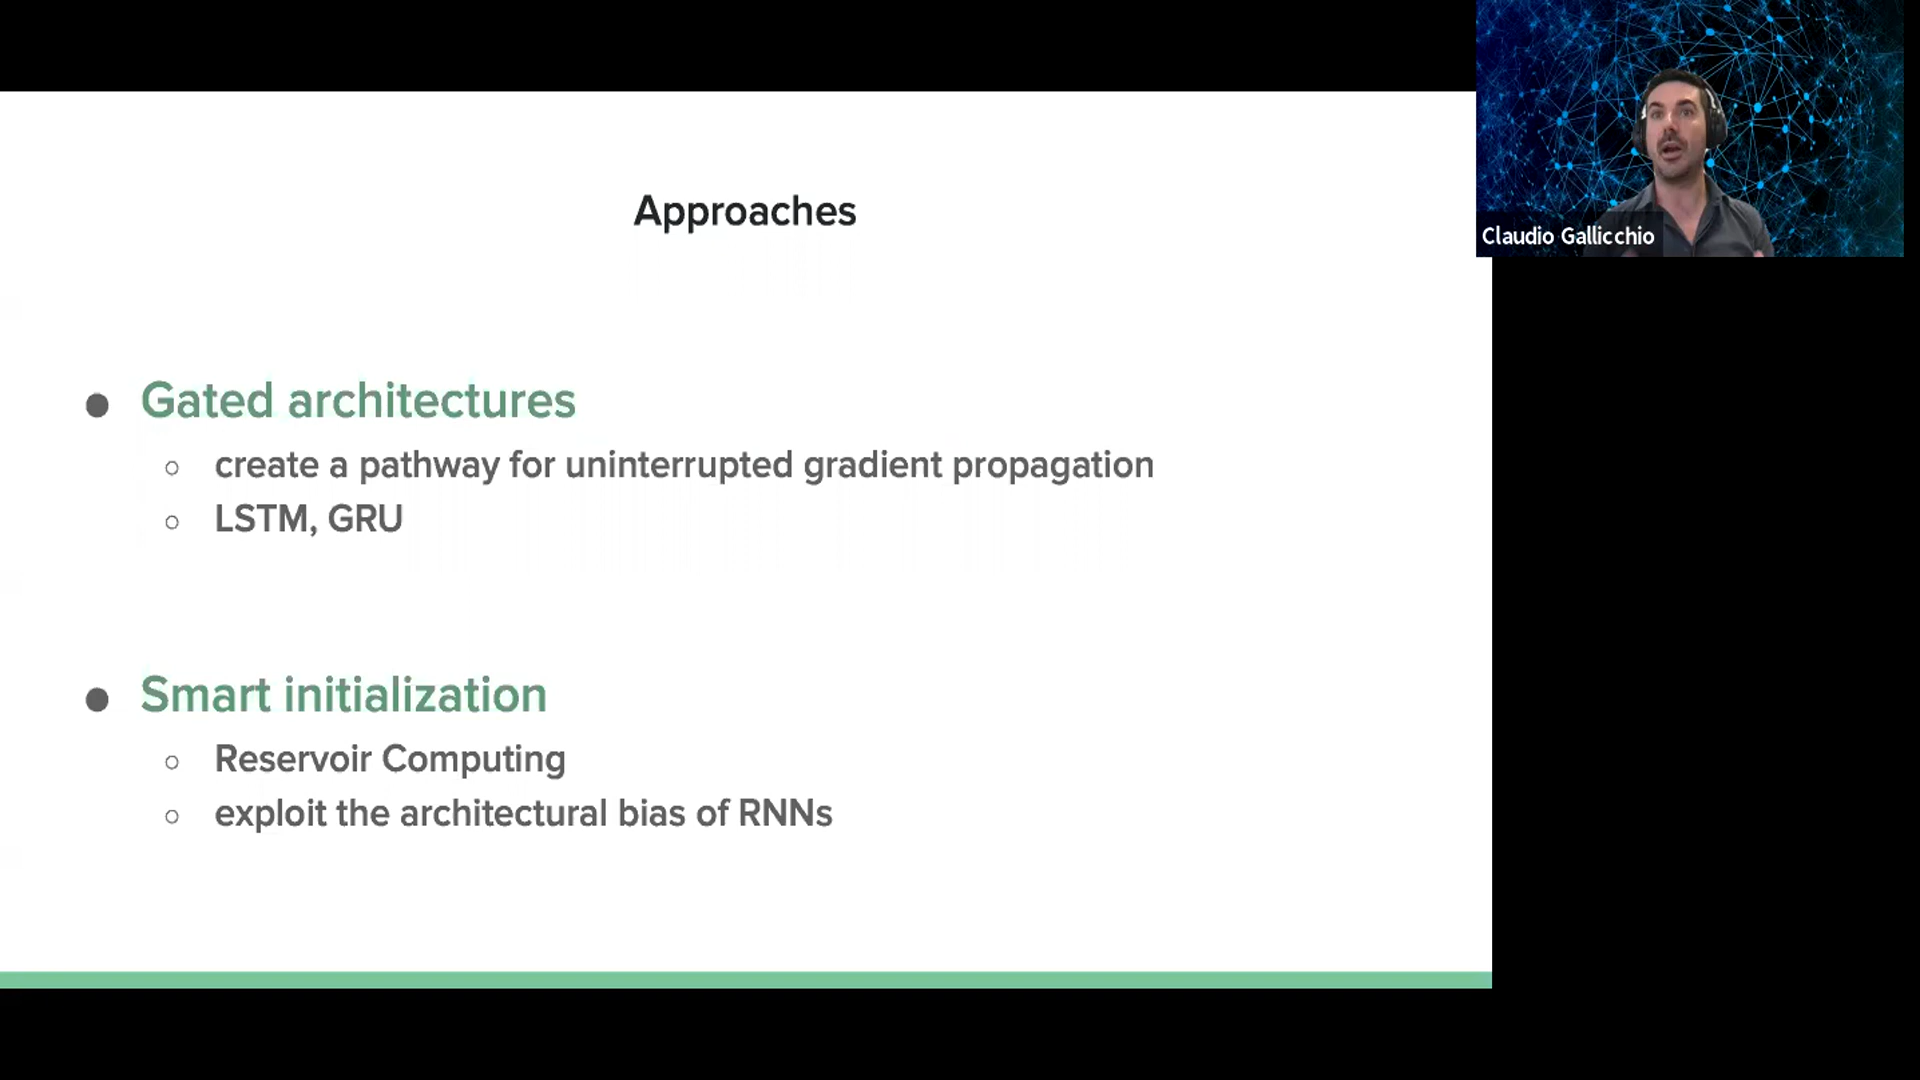 Approaches
● Gated architectures
○ create a pathway for uninterrupted gradient propagation
○ LSTM, GRU
● Smart initialization
○ Reservoir Computing
○ exploit the architectural bias of RNNs
Claudio Gallicchio